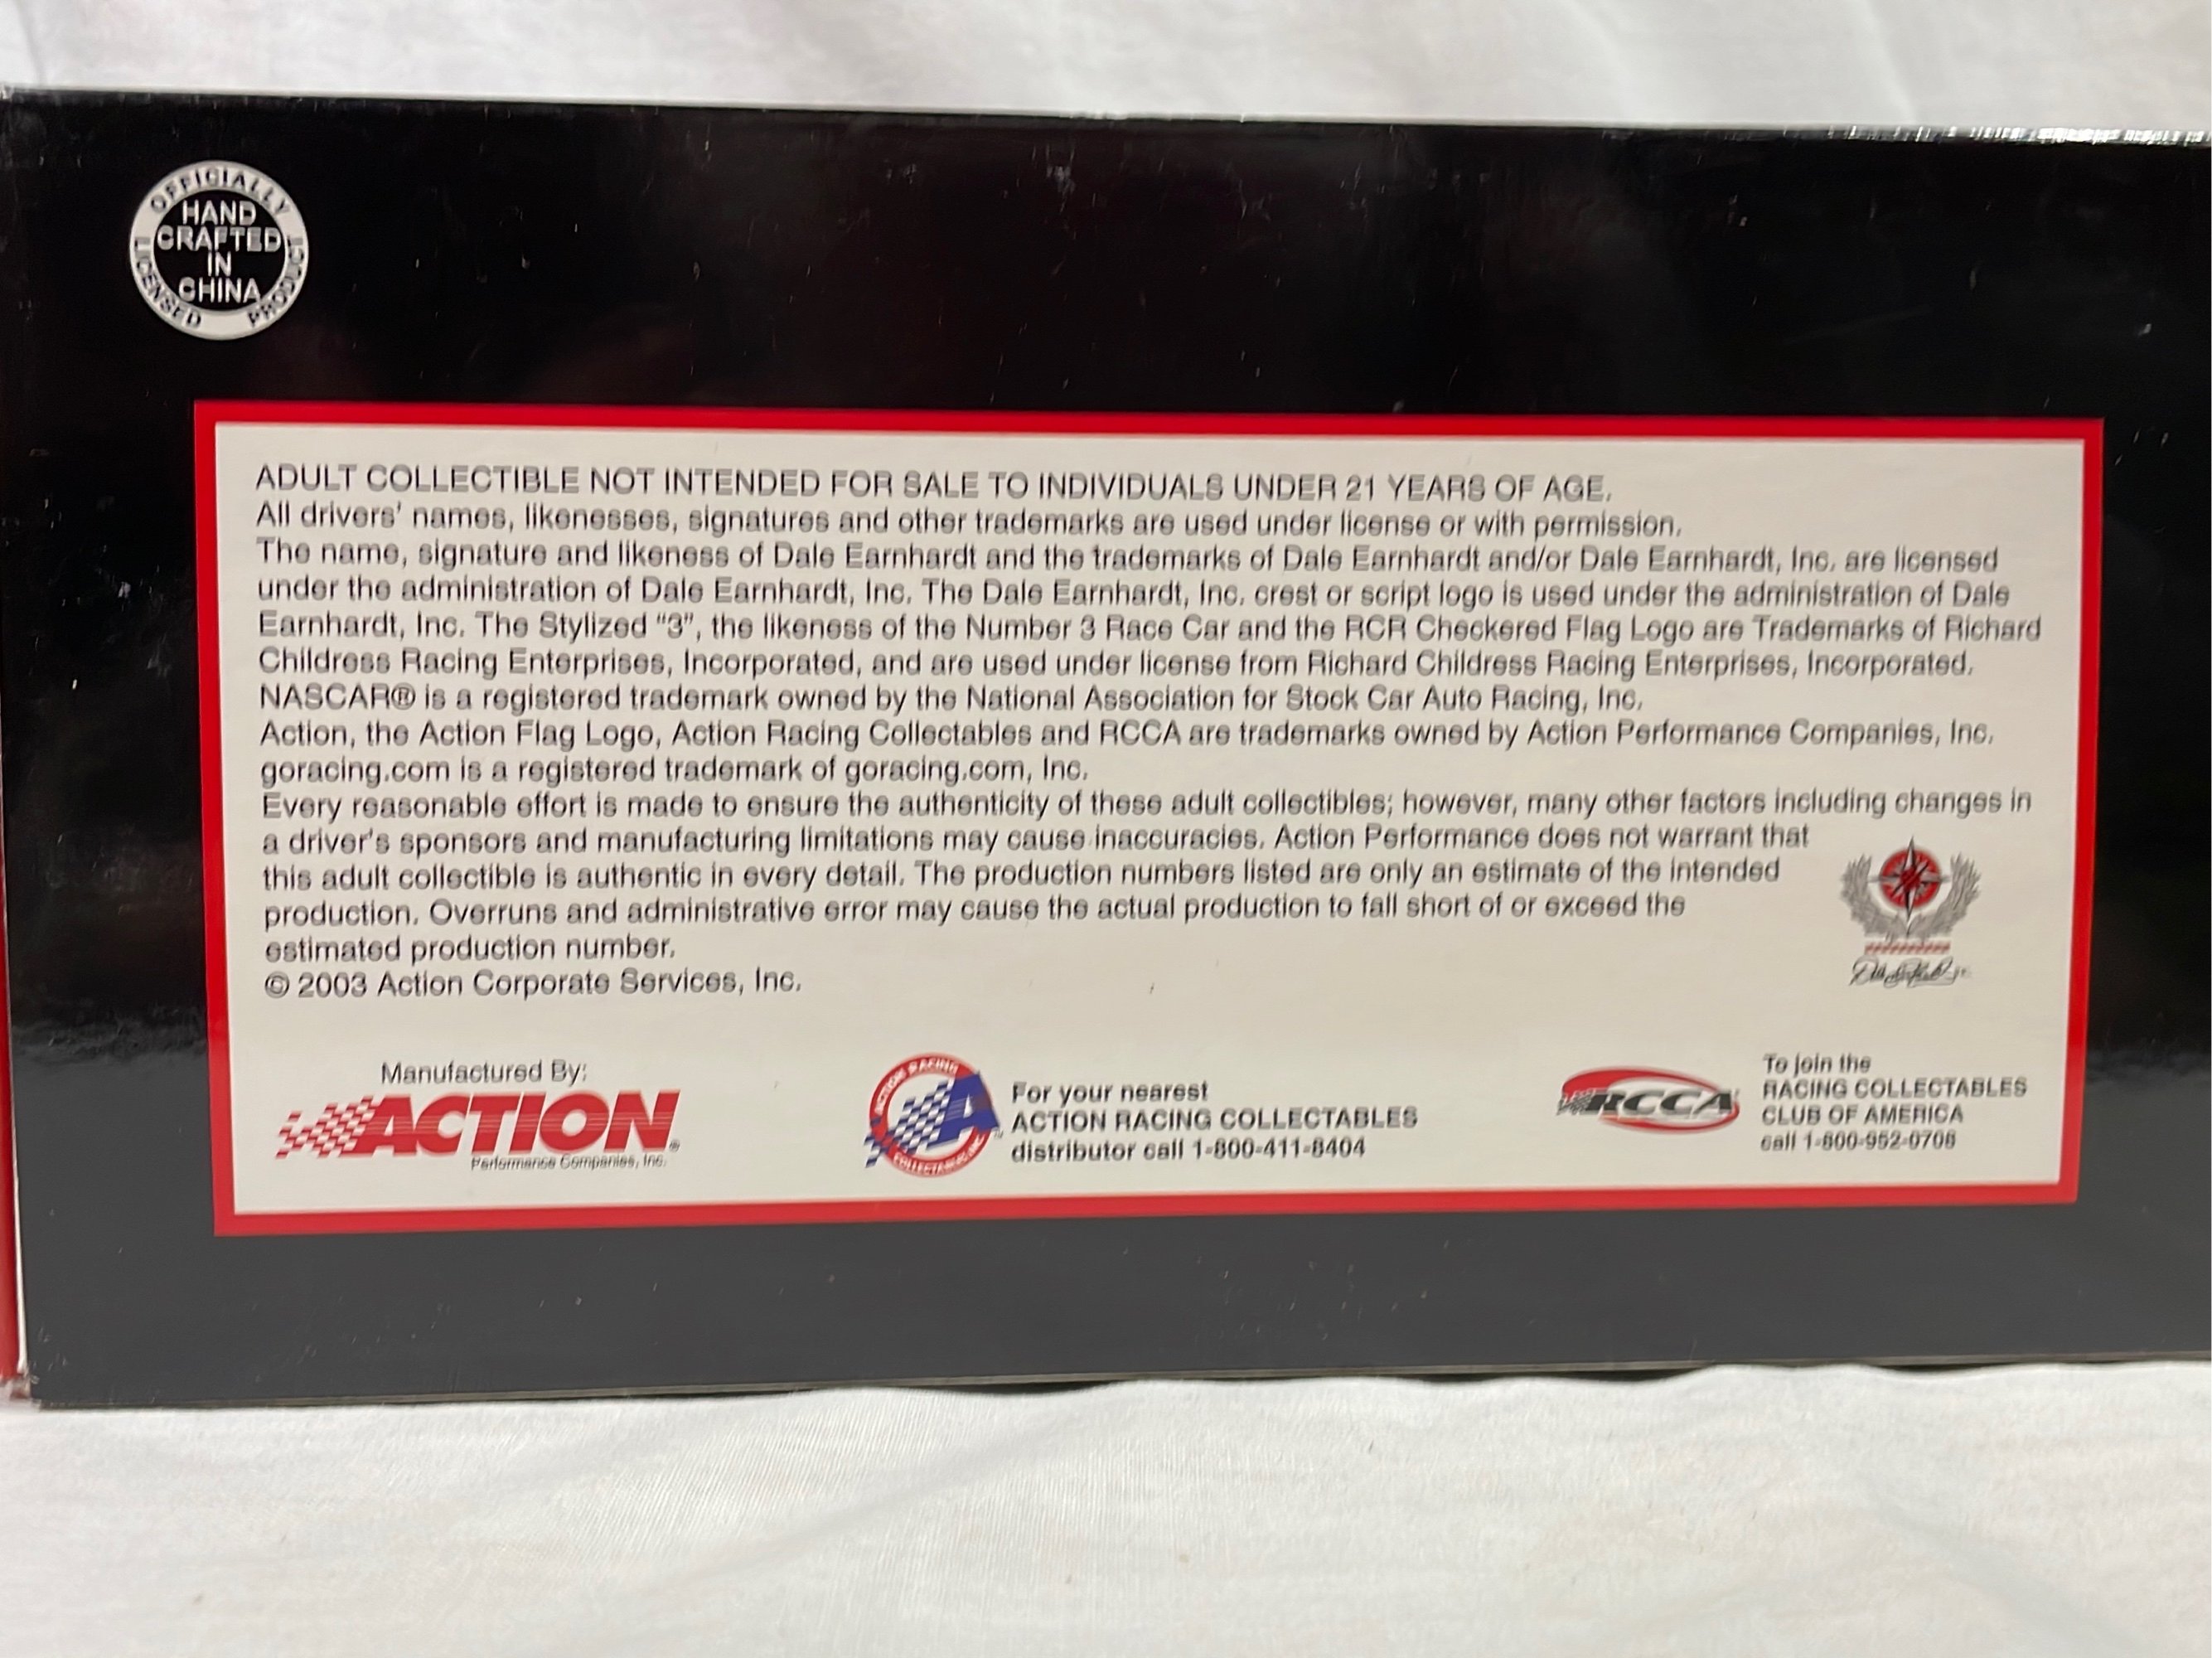 OFFICIALLY LICENSED PRODUCT
HAND
CRAFTED
IN
CHINA
ADULT COLLECTIBLE NOT INTENDED FOR SALE TO INDIVIDUALS UNDER 21 YEARS OF AGE.
All drivers' names, likenesses, signatures and other trademarks are used under license or with permission.
The name, signature and likeness of Dale Earnhardt and the trademarks of Dale Earnhardt and/or Dale Earnhardt, Inc. are licensed
under the administration of Dale Earnhardt, Inc. The Dale Earnhardt, Inc. crest or script logo is used under the administration of Dale
Earnhardt, Inc. The Stylized "3", the likeness of the Number 3 Race Car and the RCR Checkered Flag Logo are Trademarks of Richard
Childress Racing Enterprises, Incorporated, and are used under license from Richard Childress Racing Enterprises, Incorporated.
NASCAR® is a registered trademark owned by the National Association for Stock Car Auto Racing, Inc.
Action, the Action Flag Logo, Action Racing Collectables and RCCA are trademarks owned by Action Performance Companies, Inc.
goracing.com is a registered trademark of goracing.com, Inc.
Every reasonable effort is made to ensure the authenticity of these adult collectibles; however, many other factors including changes in
a driver's sponsors and manufacturing limitations may cause inaccuracies. Action Performance does not warrant that
this adult collectible is authentic in every detail. The production numbers listed are only an estimate of the intended
production. Overruns and administrative error may cause the actual production to fall short of or exceed the
estimated production number.
© 2003 Action Corporate Services, Inc.
Manufactured By:
ACTION®
Performance Companies, Inc.
ACTION RACING
A
COLLECTABLES
For your nearest
ACTION RACING COLLECTABLES
distributor call 1-800-411-8404
RCCA
To join the
RACING COLLECTABLES
CLUB OF AMERICA
call 1-800-952-0708